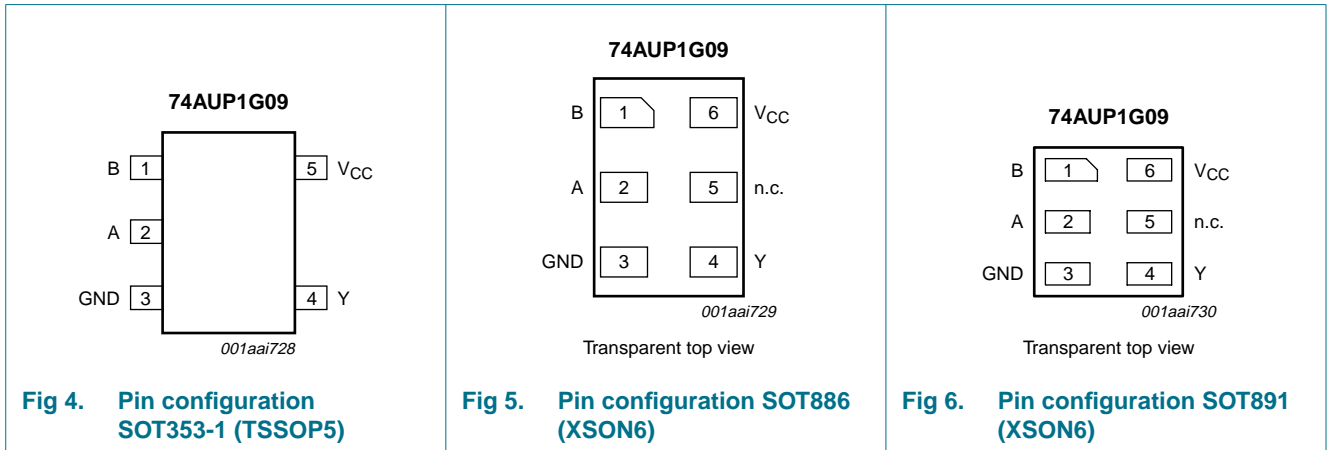 74AUP1G09
B 1 5 VCC
A 2
GND 3 4 Y
001aai728
Fig 4. Pin configuration
SOT353-1 (TSSOP5)
74AUP1G09
B 1 6 VCC
A 2 5 n.c.
GND 3 4 Y
001aai729
Transparent top view
Fig 5. Pin configuration SOT886
(XSON6)
74AUP1G09
B 1 6 VCC
A 2 5 n.c.
GND 3 4 Y
001aai730
Transparent top view
Fig 6. Pin configuration SOT891
(XSON6)